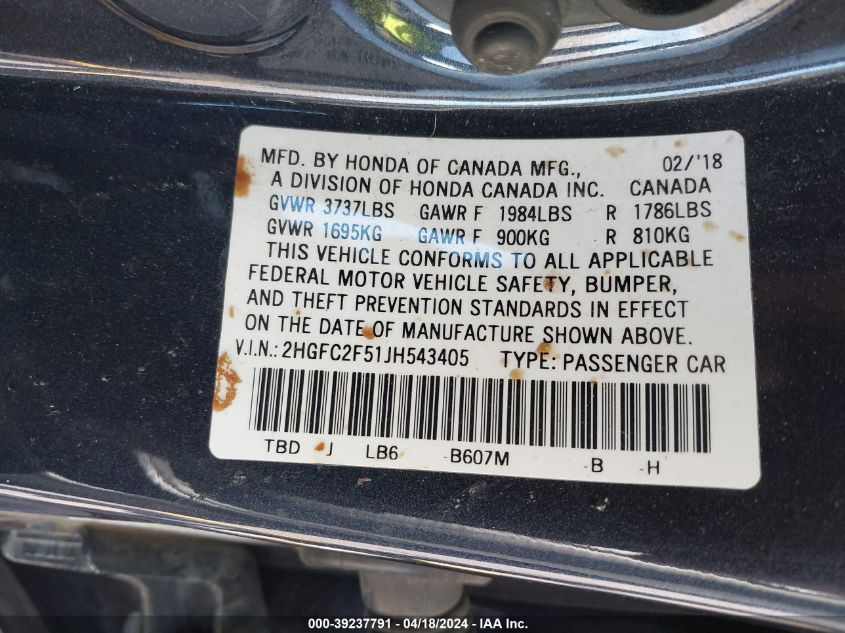 MFD. BY HONDA OF CANADA MFG., 02/'18
A DIVISION OF HONDA CANADA INC. CANADA
GVWR 3737LBS GAWR F 1984LBS R 1786LBS
GVWR 1695KG GAWR F 900KG R 810KG
THIS VEHICLE CONFORMS TO ALL APPLICABLE
FEDERAL MOTOR VEHICLE SAFETY, BUMPER,
AND THEFT PREVENTION STANDARDS IN EFFECT
ON THE DATE OF MANUFACTURE SHOWN ABOVE.
V.I.N.: 2HGFC2F51JH543405 TYPE: PASSENGER CAR
TBD J LB6 -B607M -B -H
000-39237791 - 04/18/2024 - IAA Inc.